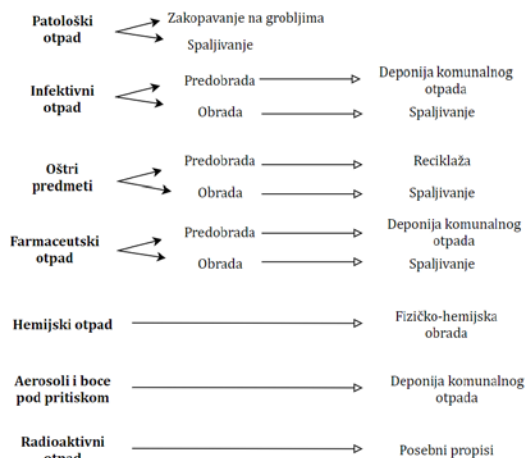 Patološki
otpad
Zakopavanje na grobljima
Spaljivanje
Infektivni
otpad
Predobrada
Deponija komunalnog
otpada
Obrada
Spaljivanje
Oštri
predmeti
Predobrada
Reciklaža
Obrada
Spaljivanje
Farmaceutski
otpad
Predobrada
Deponija komunalnog
otpada
Obrada
Spaljivanje
Hemijski otpad
Fizičko-hemijska
obrada
Aerosoli i boce
pod pritiskom
Deponija komunalnog
otpada
Radioaktivni
otpad
Posebni propisi